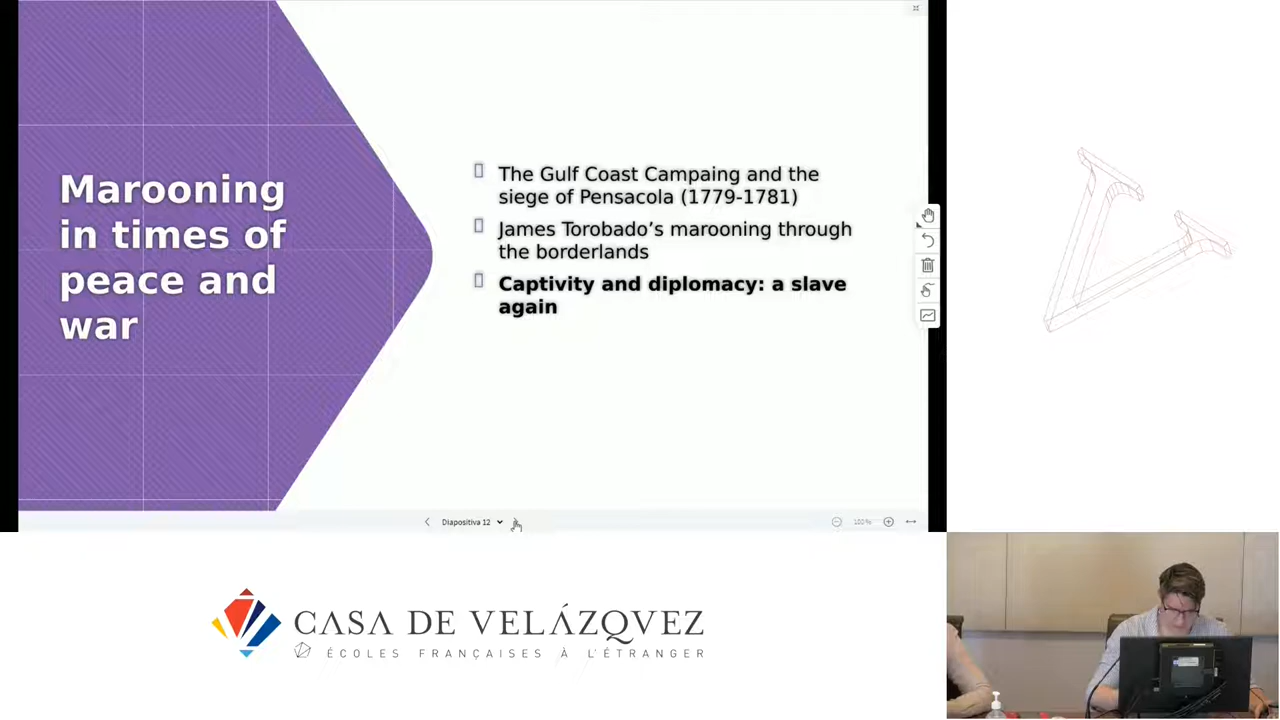 Marooning
in times of
peace and
war
The Gulf Coast Campaing and the
siege of Pensacola (1779-1781)
James Torobado’s marooning through
the borderlands
Captivity and diplomacy: a slave
again
Diapositiva 12
100%
CASA DE VELÁZQVEZ
ÉCOLES FRANÇAISES À L'ÉTRANGER